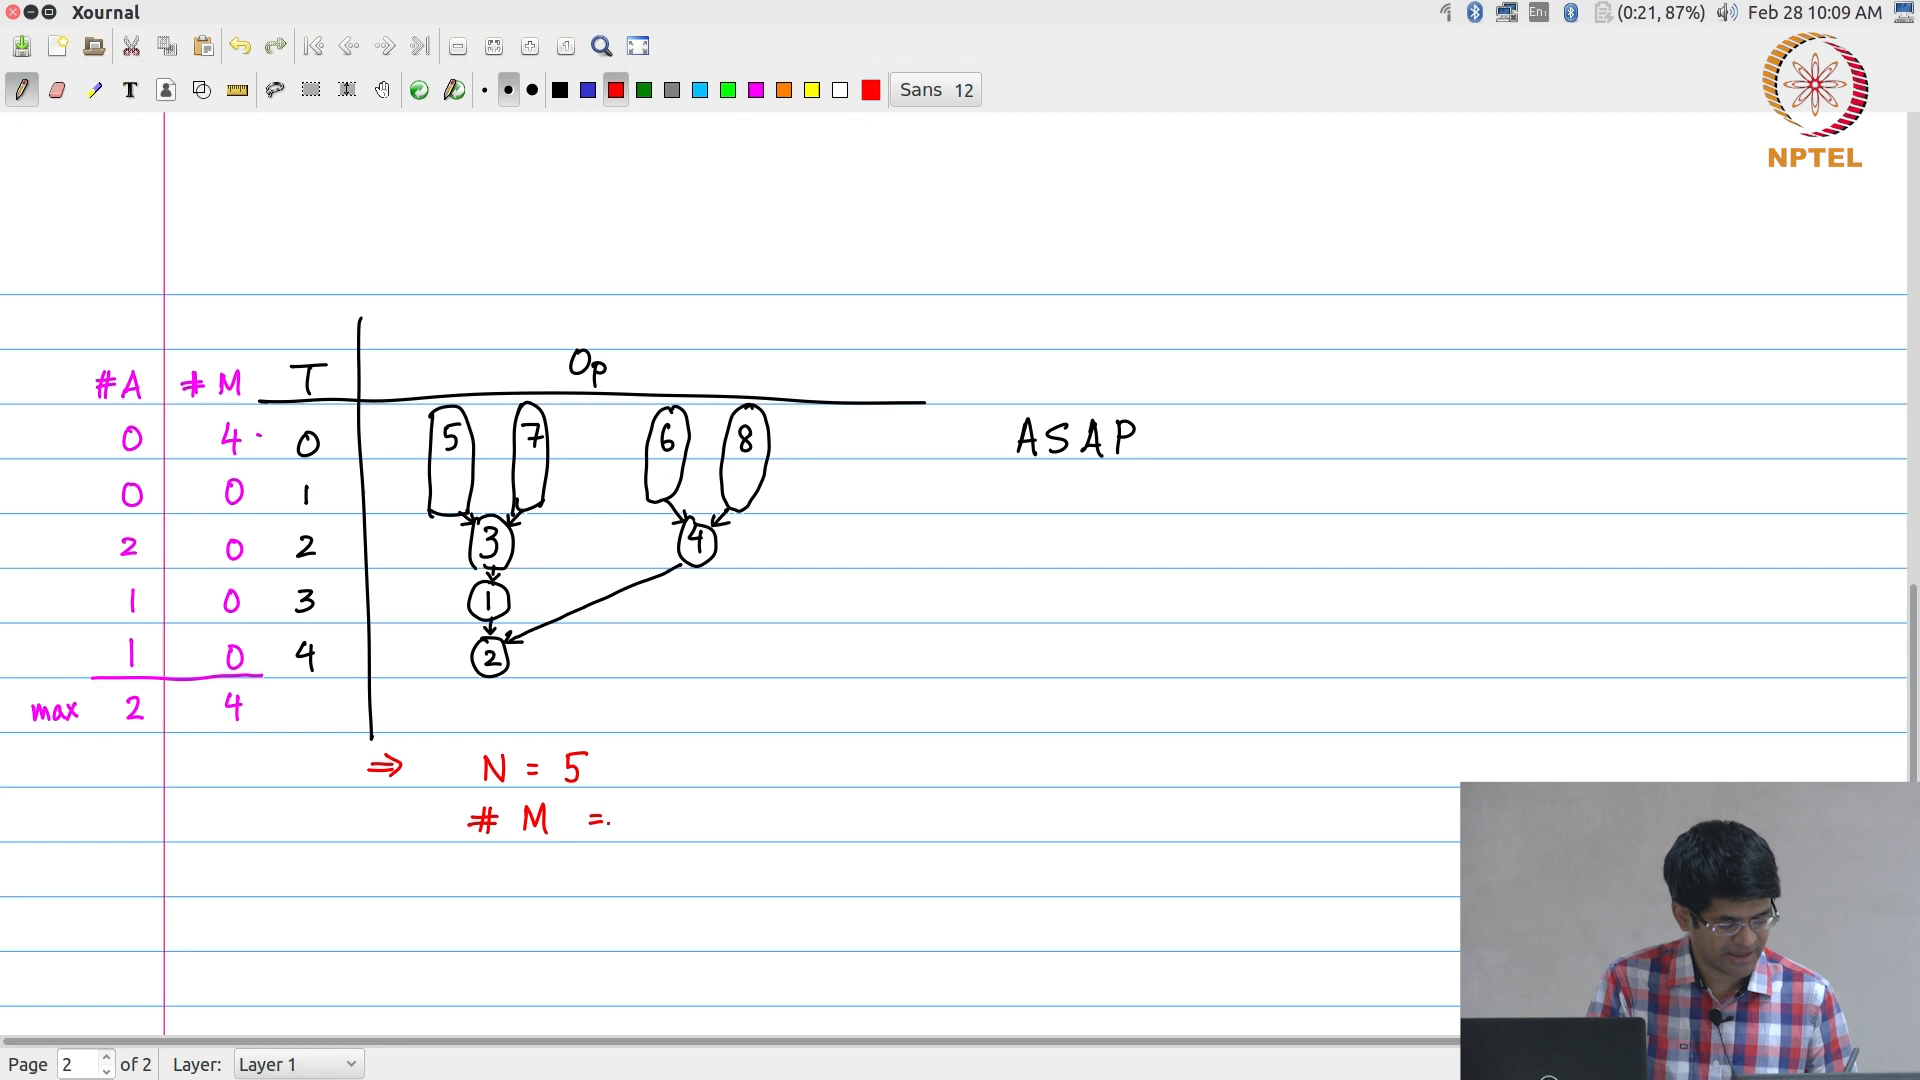 Xournal
En₁ (0:21, 87%) Feb 28 10:09 AM
T Sans 12
NPTEL
#A # M T Op
0 4 0 5 7 6 8 ASAP
0 0 1
2 0 2 3 4
1 0 3 1
1 0 4 2
max 2 4
⇒ N = 5
# M =
Page 2 of 2 Layer: Layer 1